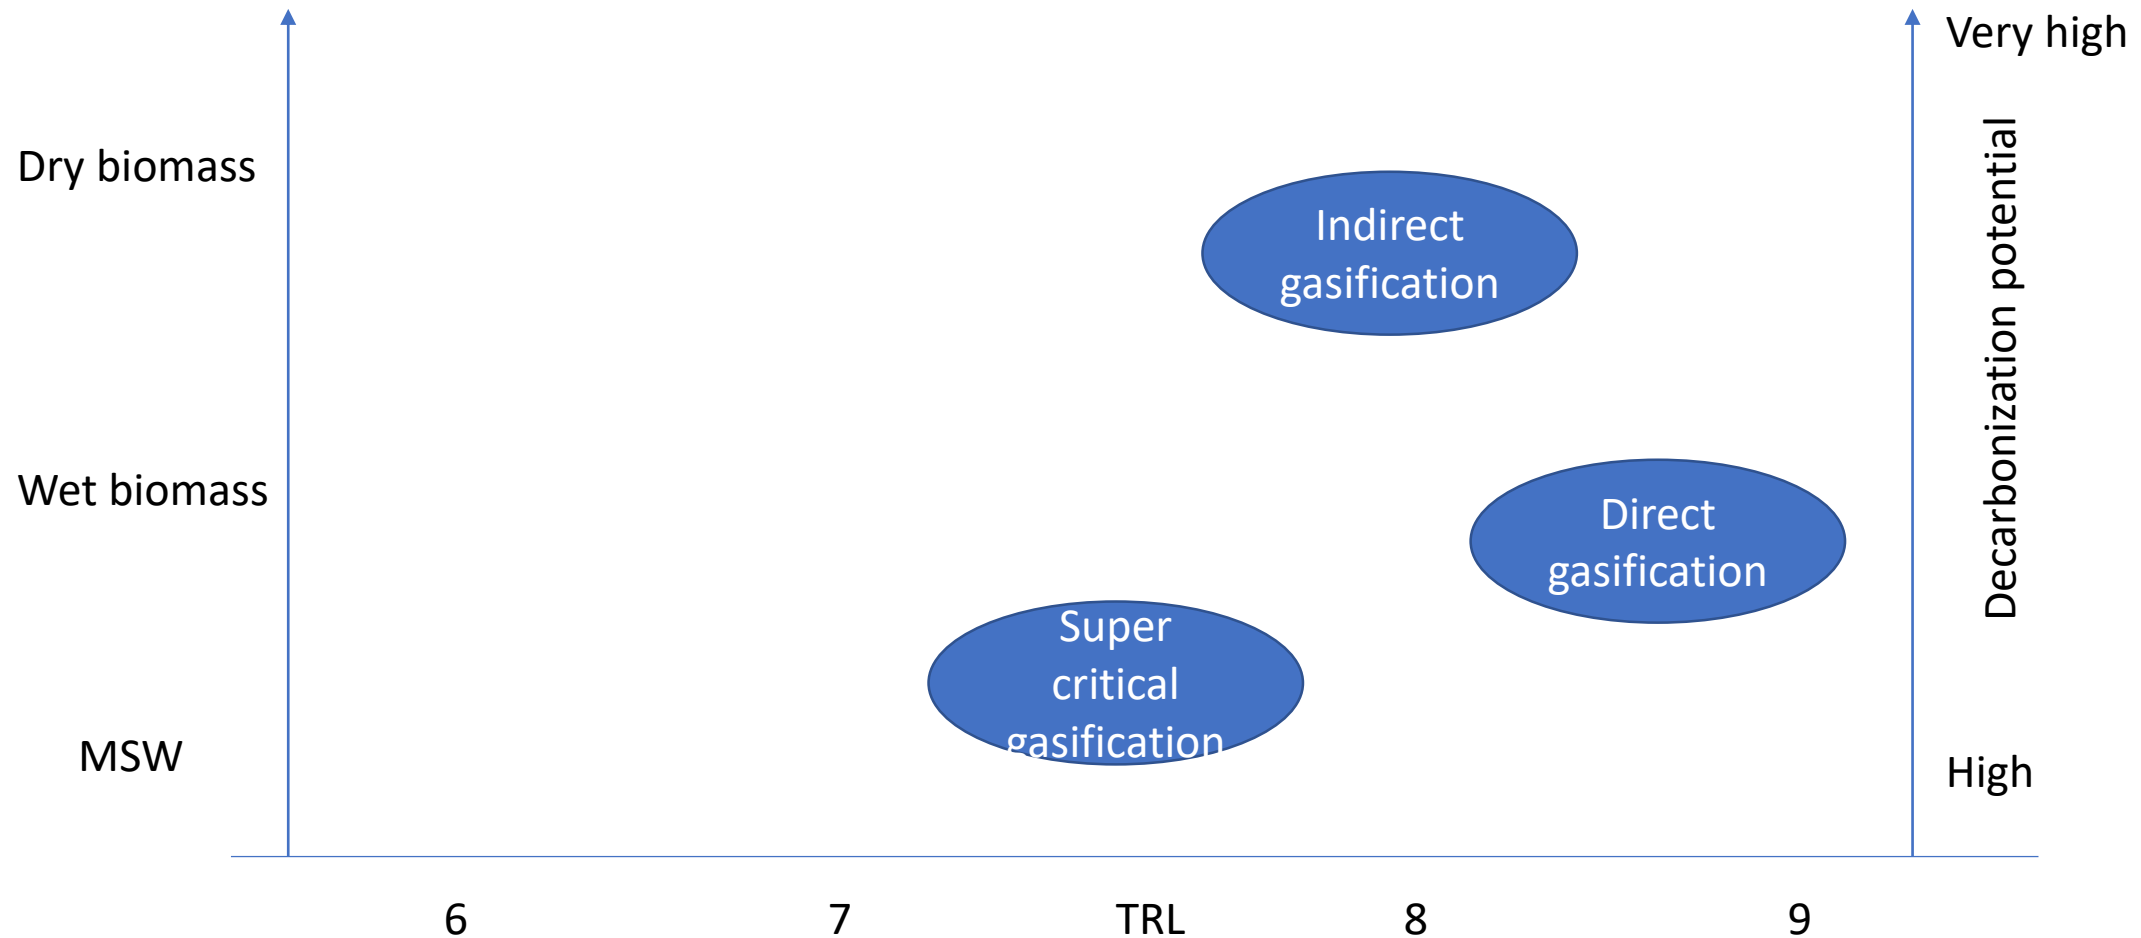 Very high
Dry biomass
Indirect
gasification
Decarbonization potential
Wet biomass
Direct
gasification
Super
critical
gasification
MSW
High
6
7
TRL
8
9